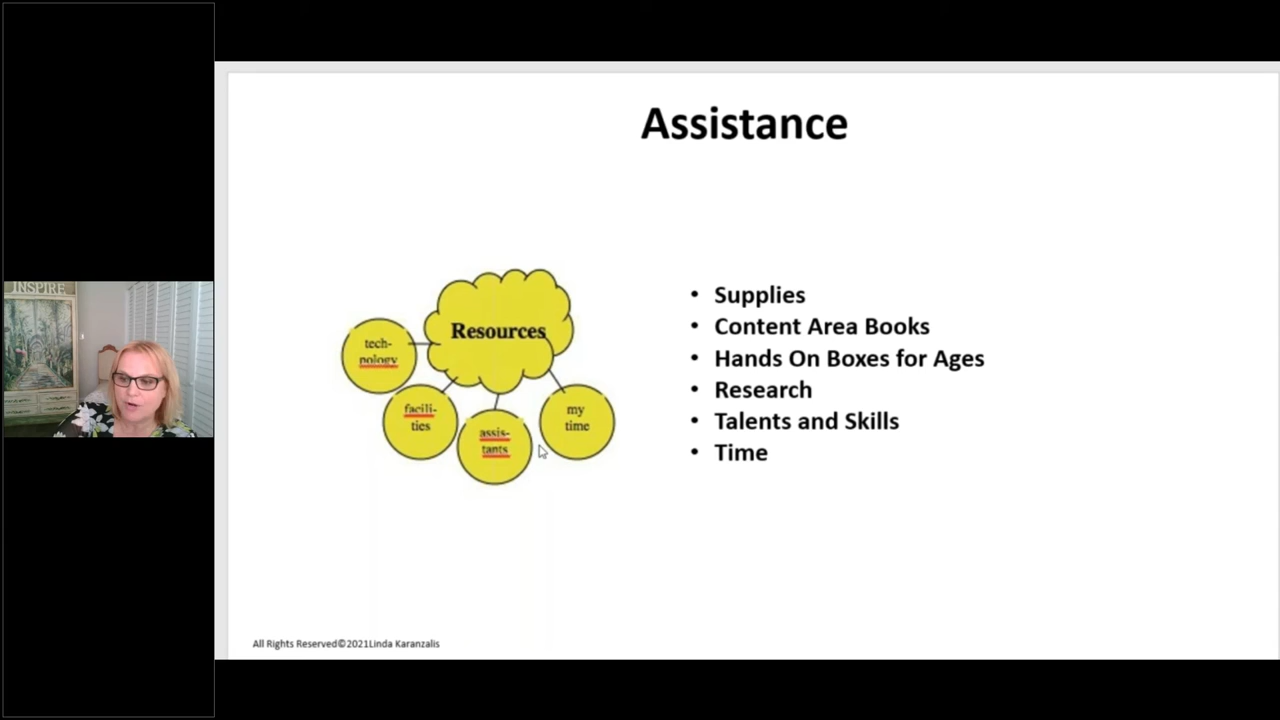 INSPIRE
Assistance
Resources
tech-
nology
facili-
ties
assis-
tants
my
time
• Supplies
• Content Area Books
• Hands On Boxes for Ages
• Research
• Talents and Skills
• Time
All Rights Reserved©2021Linda Karanzalis